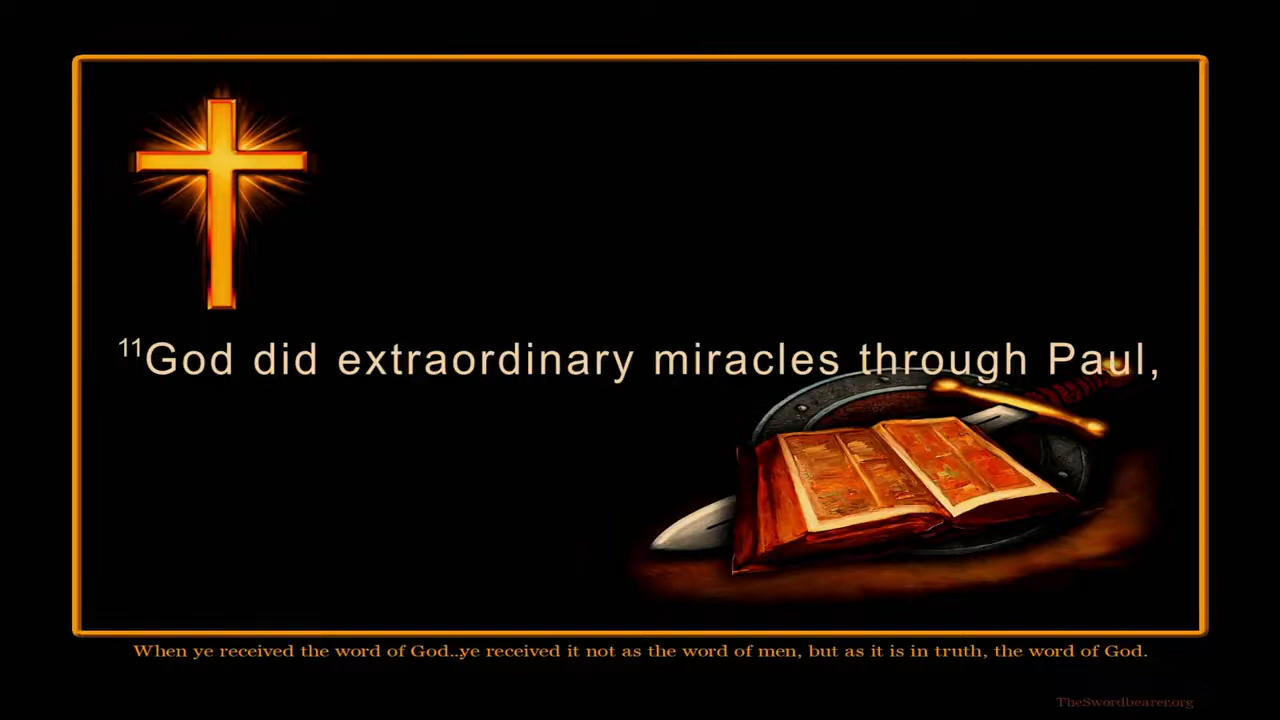 ¹¹God did extraordinary miracles through Paul,
When ye received the word of God..ye received it not as the word of men, but as it is in truth, the word of God.
TheSwordbearer.org